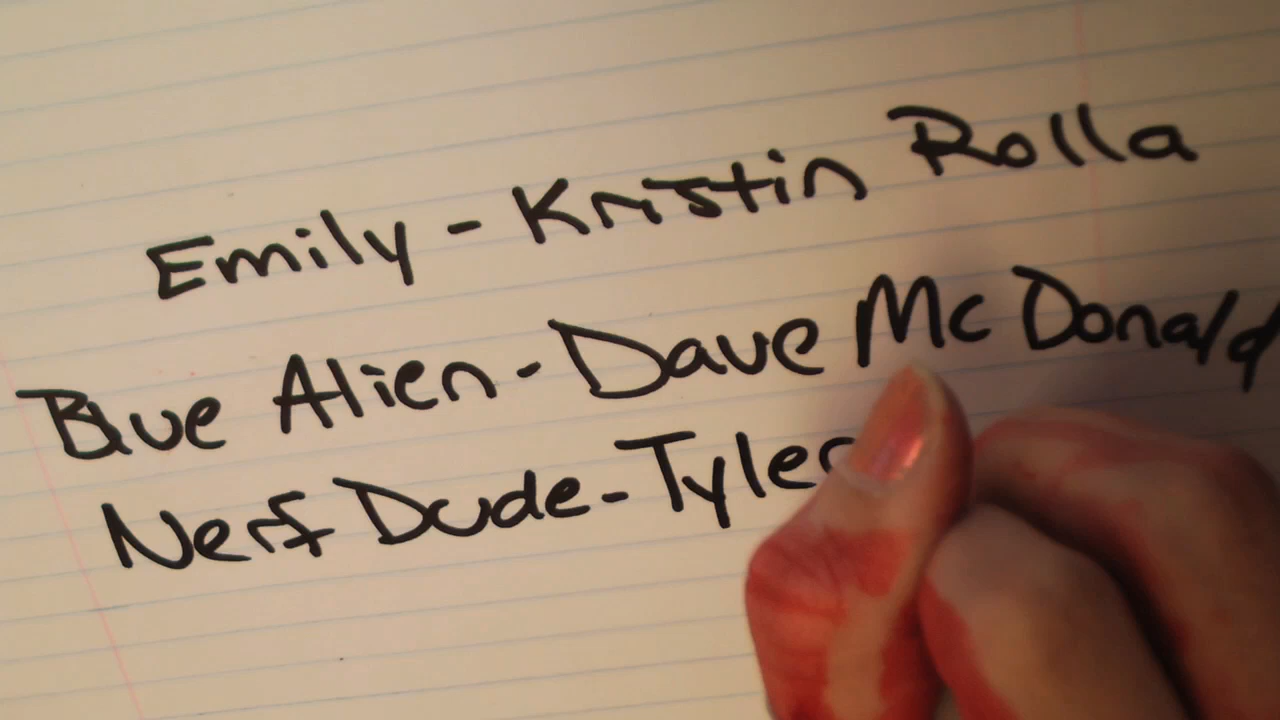 Emily - Kristin Rolla
Blue Alien - Dave McDonald
Nerf Dude - Tyler